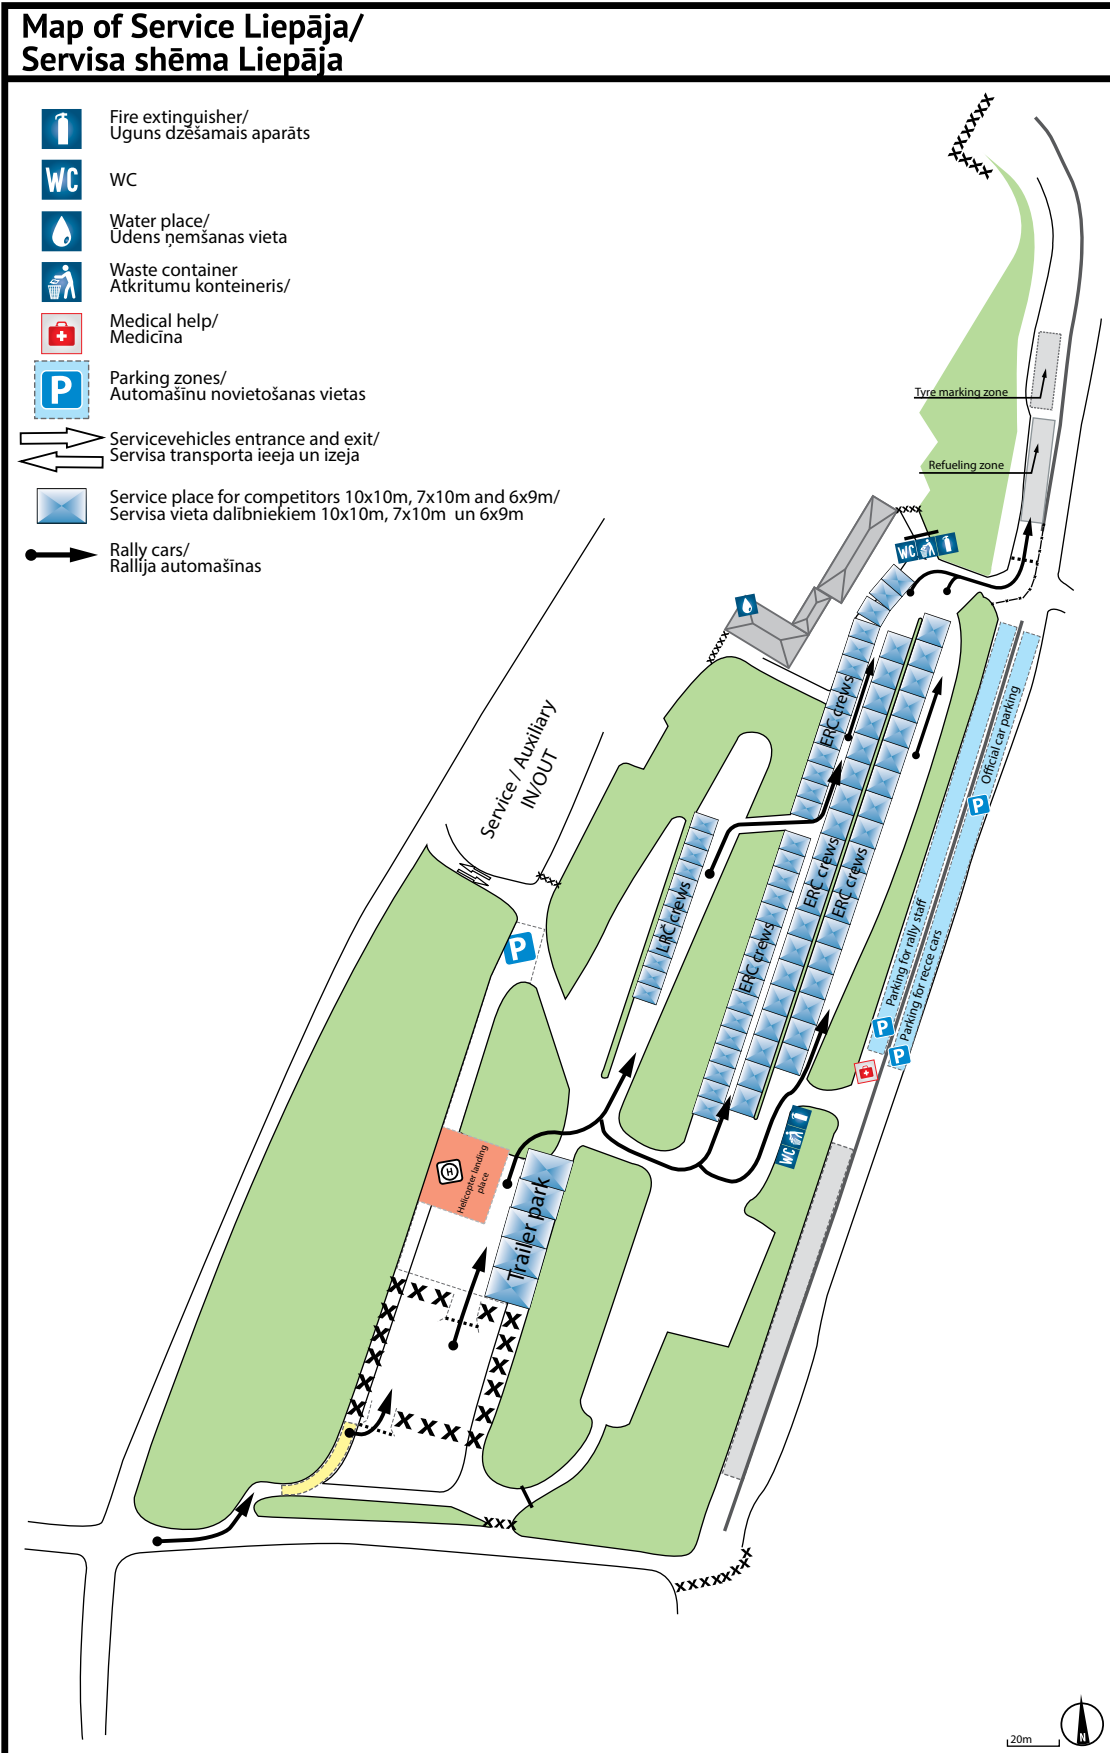 Map of Service Liepāja/
Servisa shēma Liepāja
Fire extinguisher/
Uguns dzēšamais aparāts
WC
WC
Water place/
Ūdens ņemšanas vieta
Waste container
Atkritumu konteineris/
Medical help/
Medicīna
P
Parking zones/
Automašīnu novietošanas vietas
Servicevehicles entrance and exit/
Servisa transporta ieeja un izeja
Service place for competitors 10x10m, 7x10m and 6x9m/
Servisa vieta dalībniekiem 10x10m, 7x10m un 6x9m
Rally cars/
Rallija automašīnas
Tyre marking zone
Refueling zone
WC
ERC crews
Official car parking
P
Service / Auxiliary
IN/OUT
LRČ crews
ERC crews
ERC crews
ERC crews
P
Parking for rally staff
Parking for recce cars
P
P
WC
H
Helicopter landing
place
Trailer park
20m
N